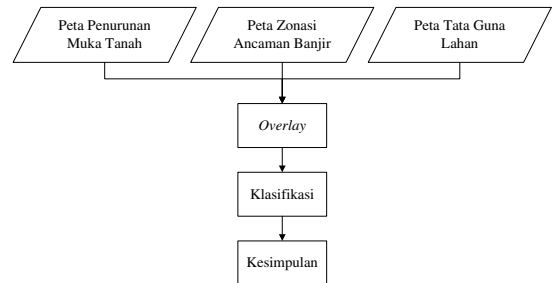 Peta Penurunan
Muka Tanah
Peta Zonasi
Ancaman Banjir
Peta Tata Guna
Lahan
Overlay
Klasifikasi
Kesimpulan